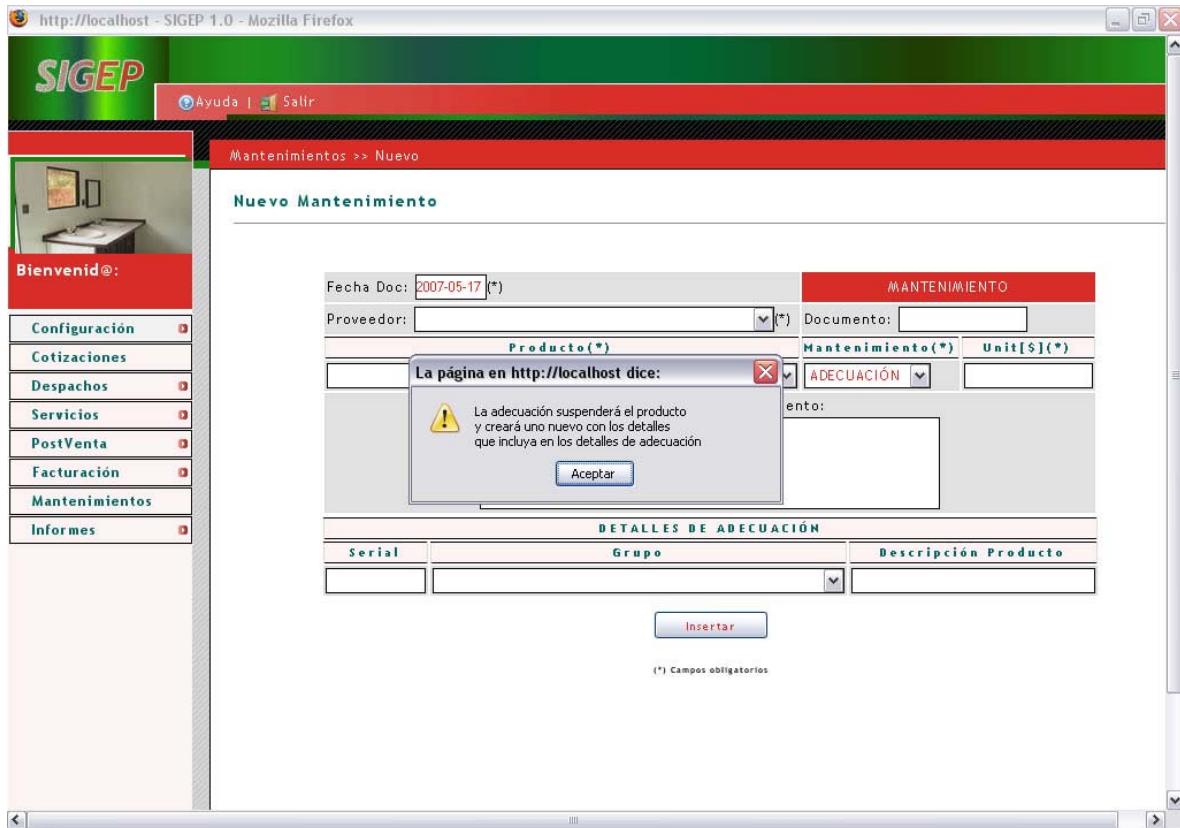 http://localhost - SIGEP 1.0 - Mozilla Firefox
SIGEP
Ayuda | Salir
Mantenimientos >> Nuevo
Nuevo Mantenimiento
Bienvenid@:
Configuración
Cotizaciones
Despachos
Servicios
PostVenta
Facturación
Mantenimientos
Informes
Fecha Doc: 2007-05-17 (*) MANTENIMIENTO
Proveedor: (*) Documento:
Producto(*) Mantenimiento(*) Unit[$](*)
ADECUACIÓN
La página en http://localhost dice:
La adecuación suspenderá el producto
y creará uno nuevo con los detalles
que incluya en los detalles de adecuación
Aceptar
ento:
DETALLES DE ADECUACIÓN
Serial Grupo Descripción Producto
Insertar
(*) Campos obligatorios